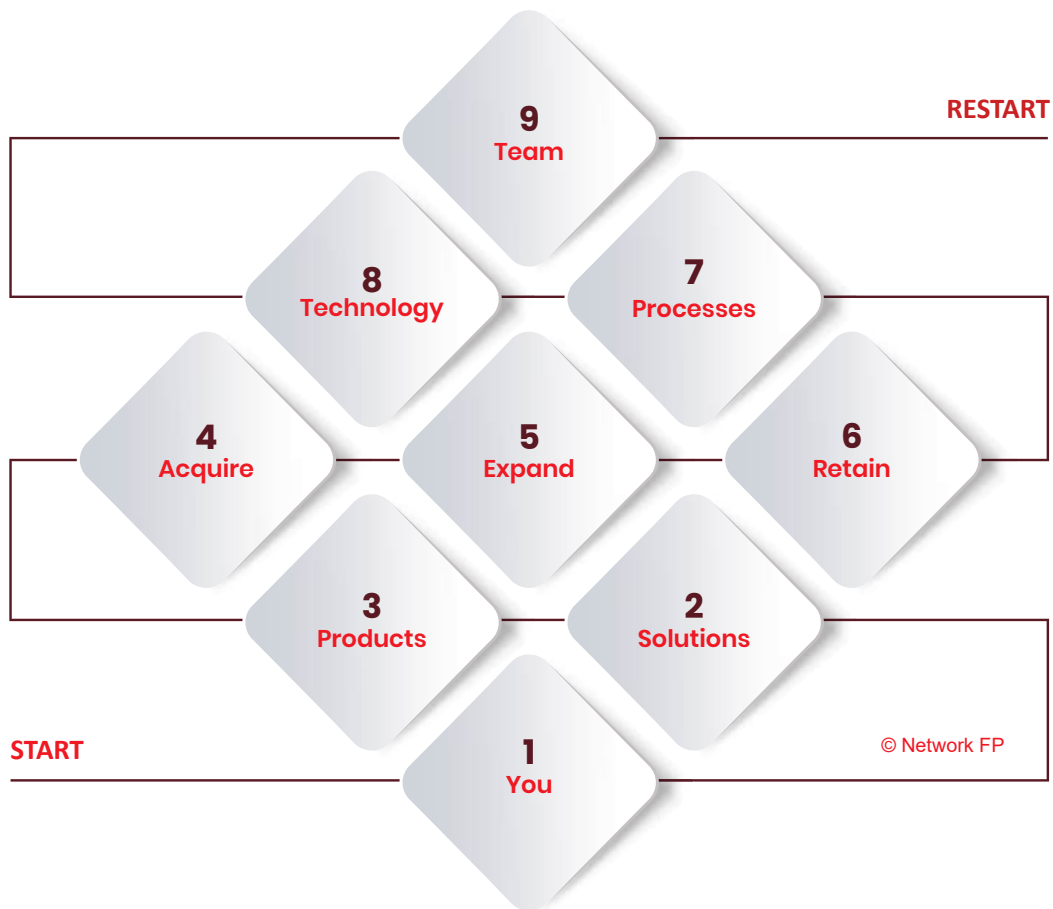 9
Team
RESTART
8
Technology
7
Processes
4
Acquire
5
Expand
6
Retain
3
Products
2
Solutions
START
1
You
© Network FP